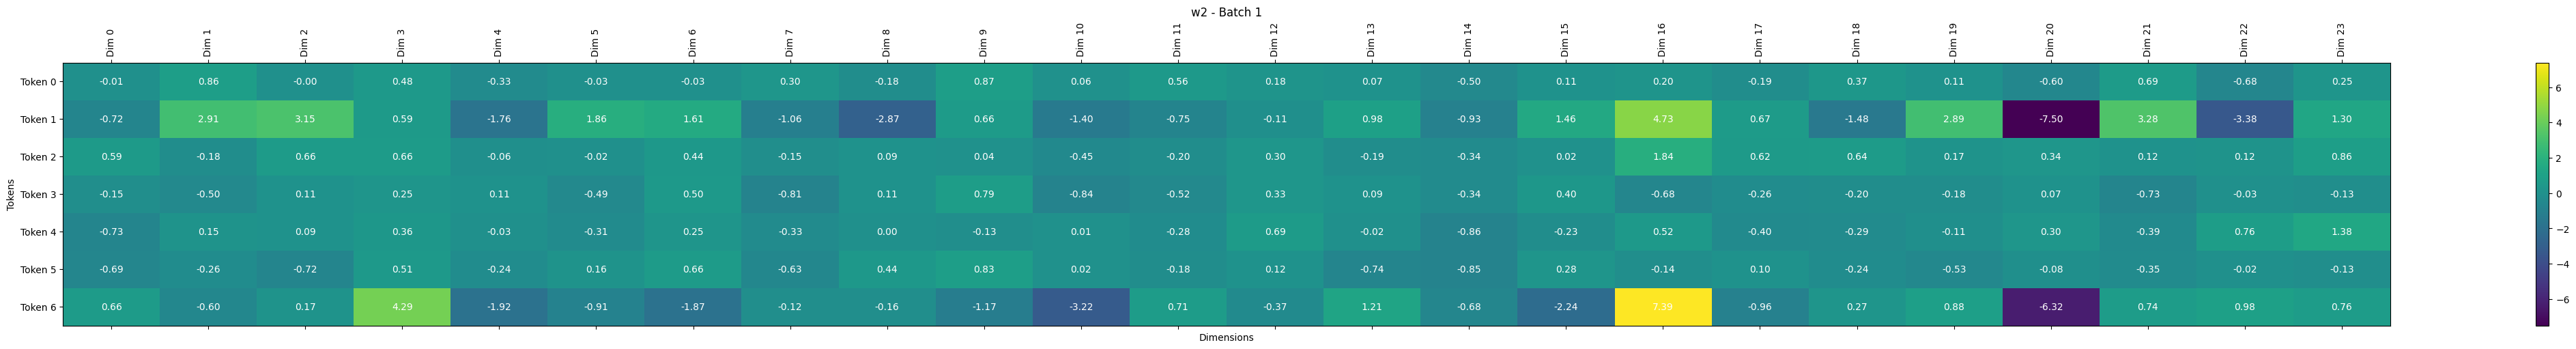 w2 - Batch 1
Dim 0 Dim 1 Dim 2 Dim 3 Dim 4 Dim 5 Dim 6 Dim 7 Dim 8 Dim 9 Dim 10 Dim 11 Dim 12 Dim 13 Dim 14 Dim 15 Dim 16 Dim 17 Dim 18 Dim 19 Dim 20 Dim 21 Dim 22 Dim 23
Token 0 -0.01 0.86 -0.00 0.48 -0.33 -0.03 -0.03 0.30 -0.18 0.87 0.06 0.56 0.18 0.07 -0.50 0.11 0.20 -0.19 0.37 0.11 -0.60 0.69 -0.68 0.25
Token 1 -0.72 2.91 3.15 0.59 -1.76 1.86 1.61 -1.06 -2.87 0.66 -1.40 -0.75 -0.11 0.98 -0.93 1.46 4.73 0.67 -1.48 2.89 -7.50 3.28 -3.38 1.30
Token 2 0.59 -0.18 0.66 0.66 -0.06 -0.02 0.44 -0.15 0.09 0.04 -0.45 -0.20 0.30 -0.19 -0.34 0.02 1.84 0.62 0.64 0.17 0.34 0.12 0.12 0.86
Token 3 -0.15 -0.50 0.11 0.25 0.11 -0.49 0.50 -0.81 0.11 0.79 -0.84 -0.52 0.33 0.09 -0.34 0.40 -0.68 -0.26 -0.20 -0.18 0.07 -0.73 -0.03 -0.13
Token 4 -0.73 0.15 0.09 0.36 -0.03 -0.31 0.25 -0.33 0.00 -0.13 0.01 -0.28 0.69 -0.02 -0.86 -0.23 0.52 -0.40 -0.29 -0.11 0.30 -0.39 0.76 1.38
Token 5 -0.69 -0.26 -0.72 0.51 -0.24 0.16 0.66 -0.63 0.44 0.83 0.02 -0.18 0.12 -0.74 -0.85 0.28 -0.14 0.10 -0.24 -0.53 -0.08 -0.35 -0.02 -0.13
Token 6 0.66 -0.60 0.17 4.29 -1.92 -0.91 -1.87 -0.12 -0.16 -1.17 -3.22 0.71 -0.37 1.21 -0.68 -2.24 7.39 -0.96 0.27 0.88 -6.32 0.74 0.98 0.76
Tokens
Dimensions
6
4
2
0
-2
-4
-6